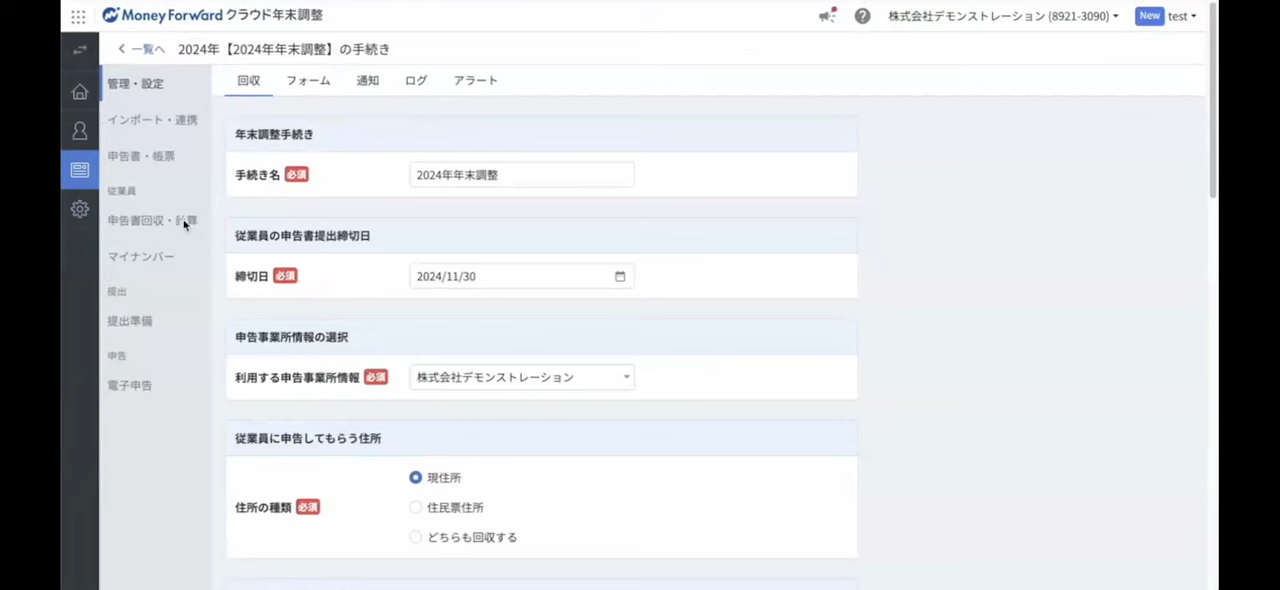 MoneyForward クラウド年末調整
株式会社デモンストレーション (8921-3090)
New test
一覧へ 2024年【2024年年末調整】の手続き
管理・設定
インポート・連携
申告書・帳票
従業員
申告書回収・計算
マイナンバー
提出
提出準備
申告
電子申告
回収 フォーム 通知 ログ アラート
年末調整手続き
手続き名 必須 2024年年末調整
従業員の申告書提出締切日
締切日 必須 2024/11/30
申告事業所情報の選択
利用する申告事業所情報 必須 株式会社デモンストレーション
従業員に申告してもらう住所
住所の種類 必須
現住所
住民票住所
どちらも回収する